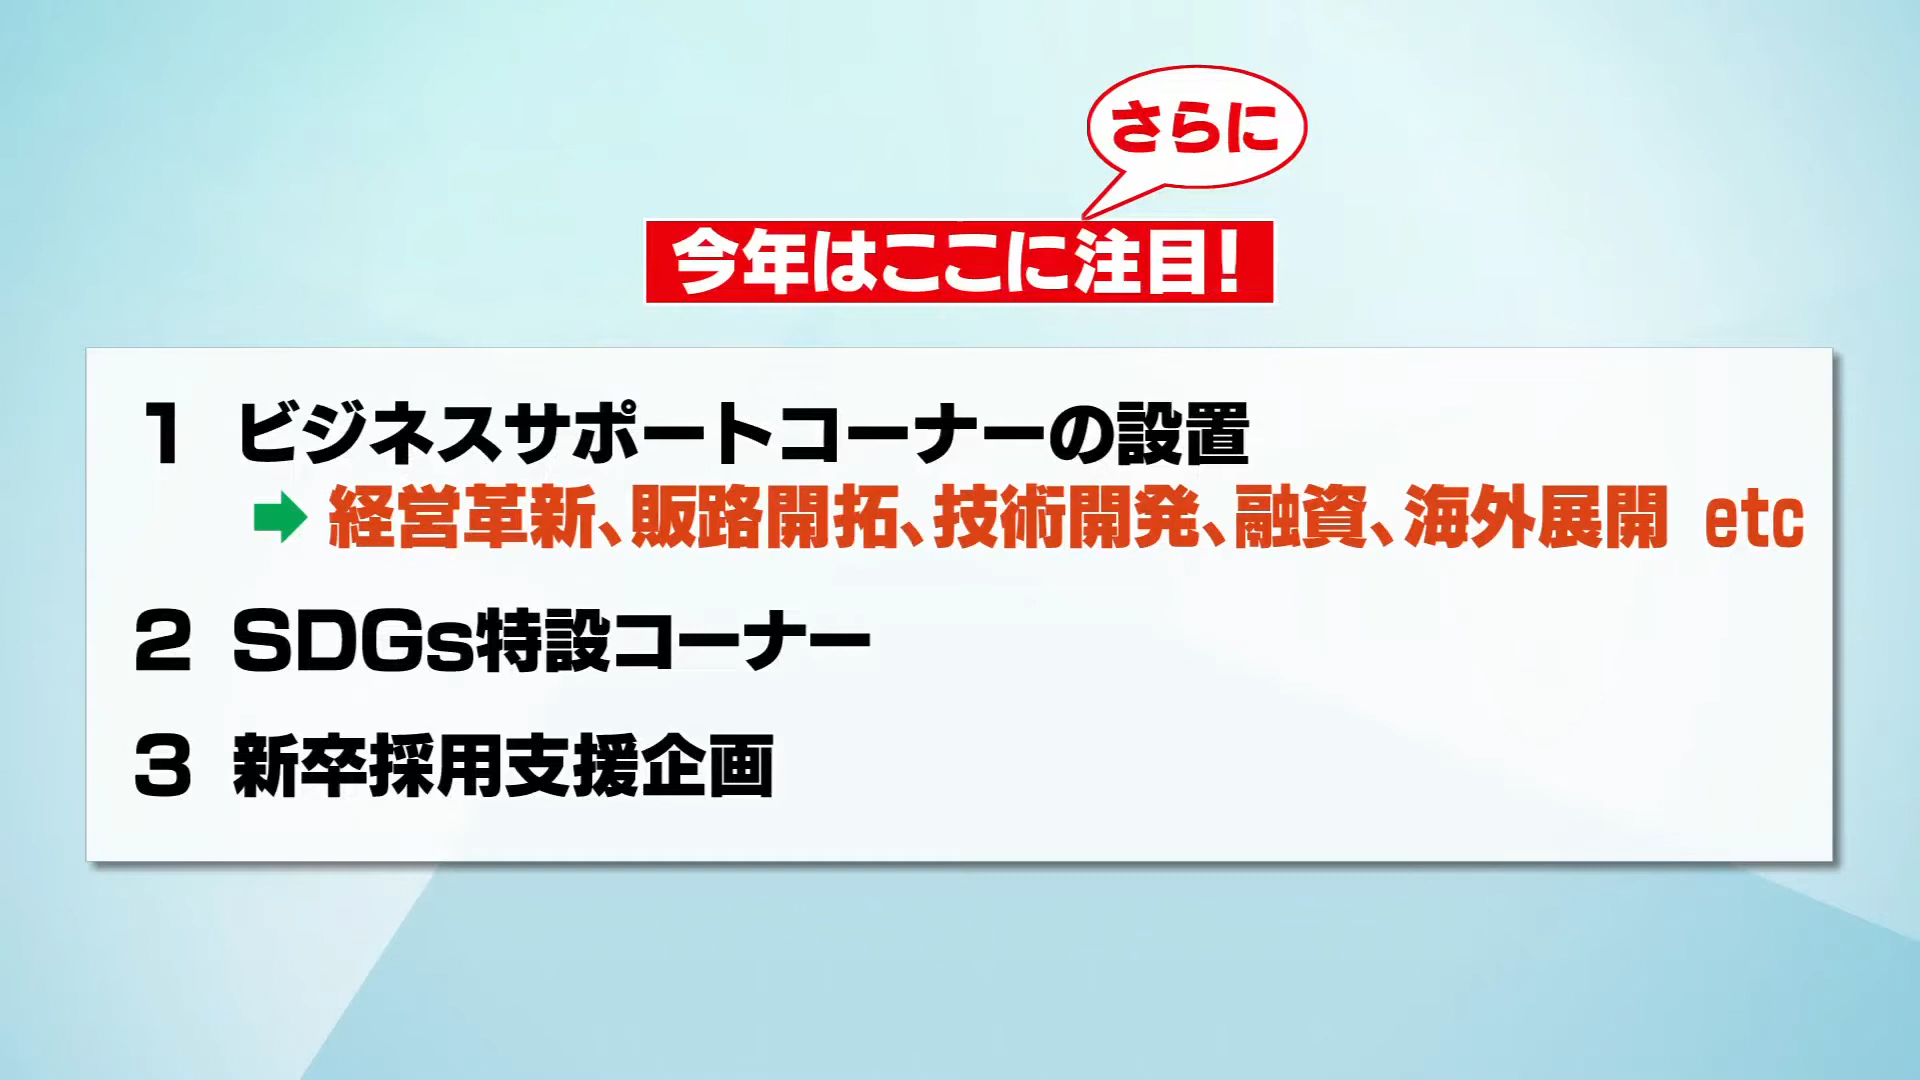 さらに
今年はここに注目！
1 ビジネスサポートコーナーの設置
➡ 経営革新、販路開拓、技術開発、融資、海外展開 etc
2 SDGs特設コーナー
3 新卒採用支援企画